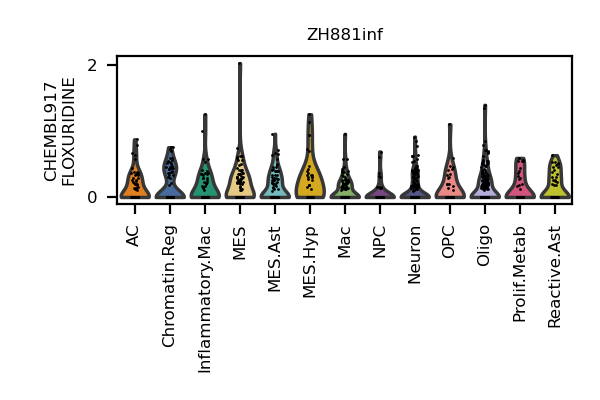 ZH881inf
CHEMBL917
FLOXURIDINE
2
0
AC
Chromatin.Reg
Inflammatory.Mac
MES
MES.Ast
MES.Hyp
Mac
NPC
Neuron
OPC
Oligo
Prolif.Metab
Reactive.Ast